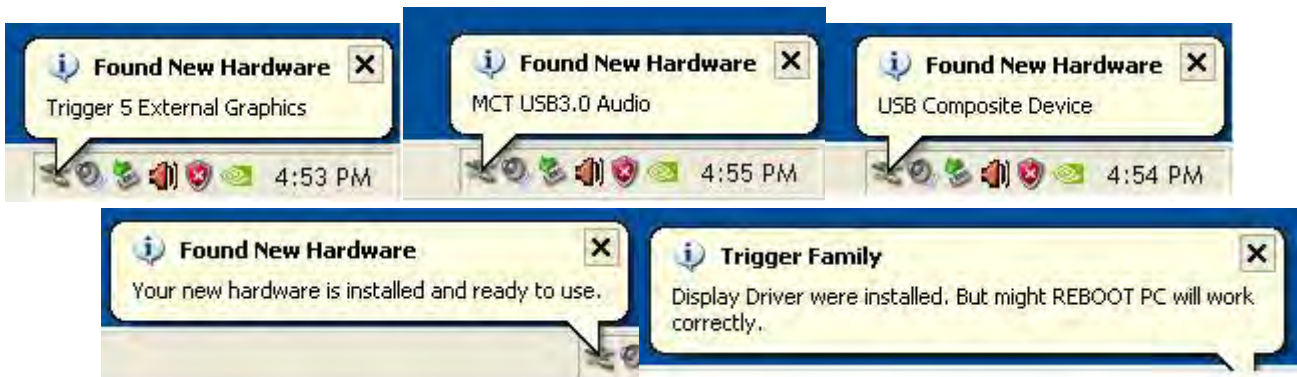 Found New Hardware
Trigger 5 External Graphics
4:53 PM
Found New Hardware
MCT USB3.0 Audio
4:55 PM
Found New Hardware
USB Composite Device
4:54 PM
Found New Hardware
Your new hardware is installed and ready to use.
Trigger Family
Display Driver were installed. But might REBOOT PC will work
correctly.